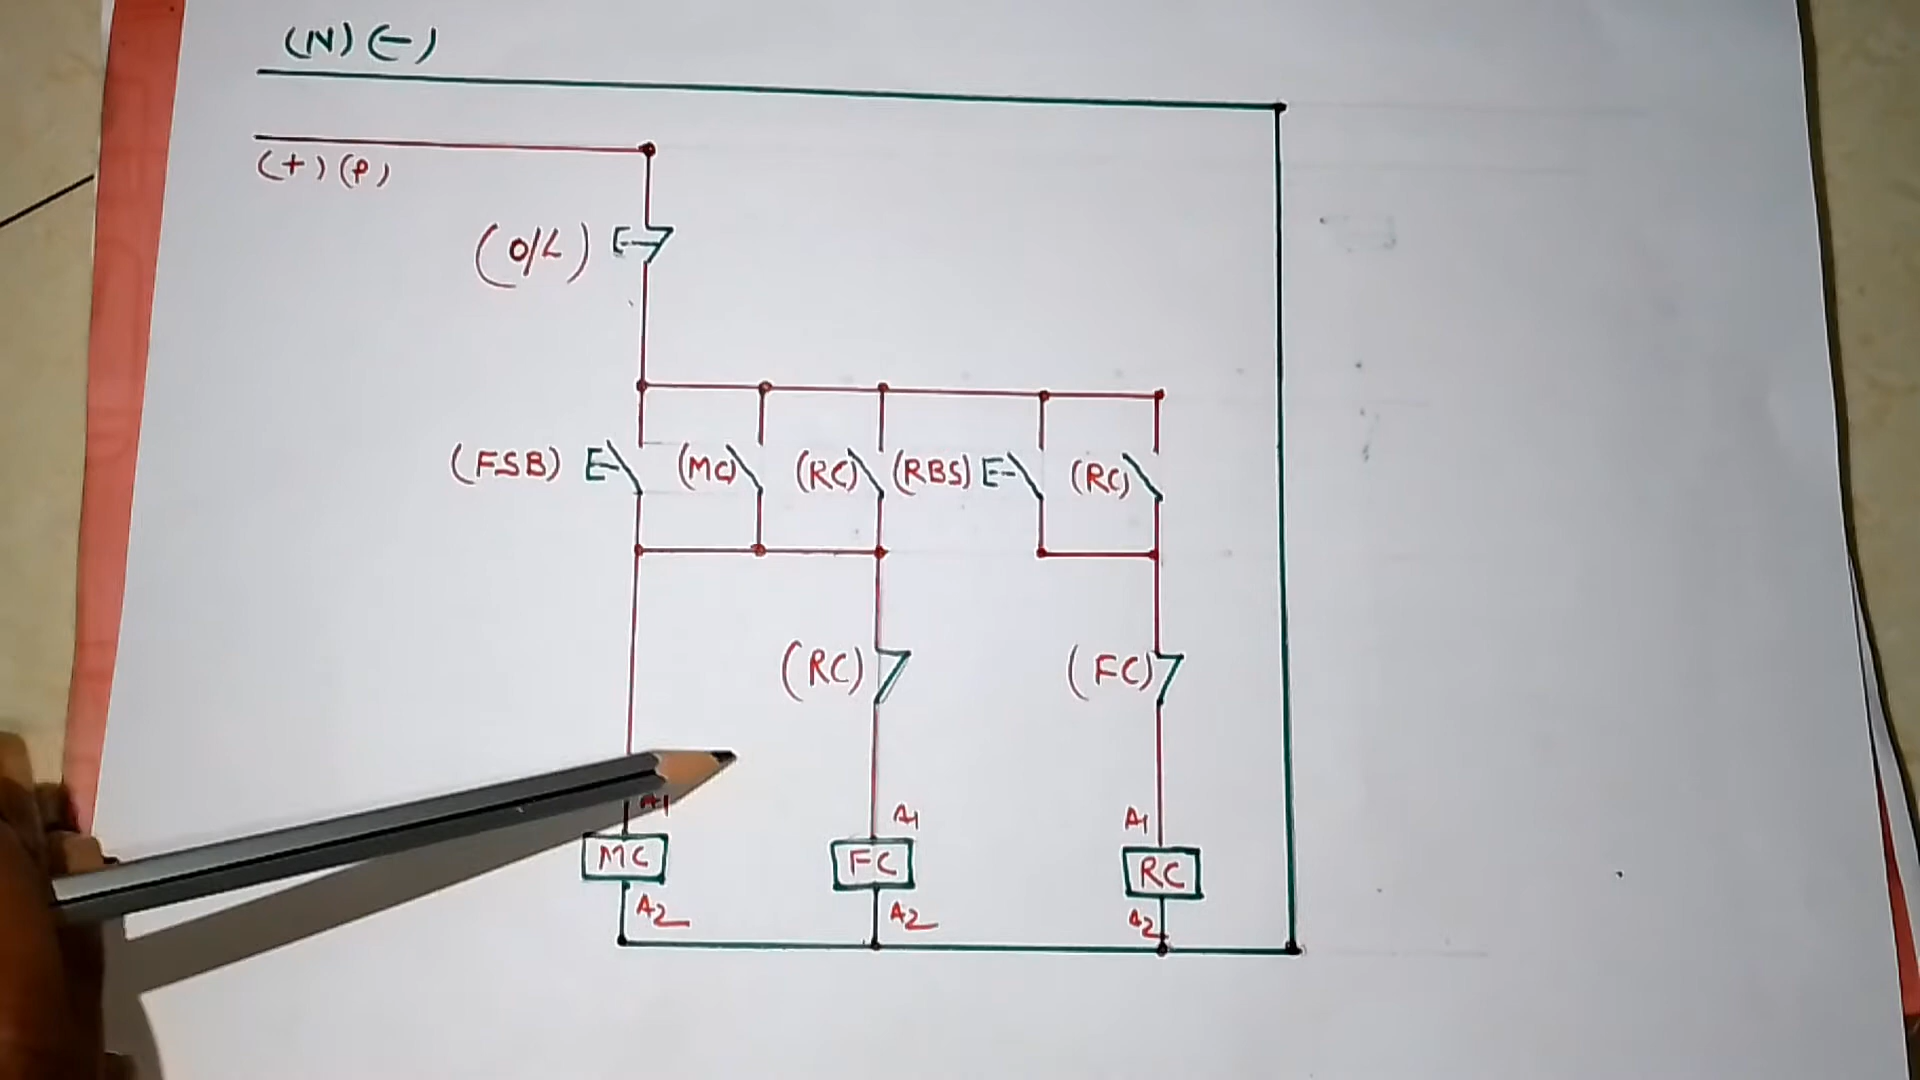 (N) (-)
(+) (P)
(O/L)
(FSB) (MC) (RC) (RBS) (RC)
(RC) (FC)
A1 A1 A1
MC FC RC
A2 A2 A2